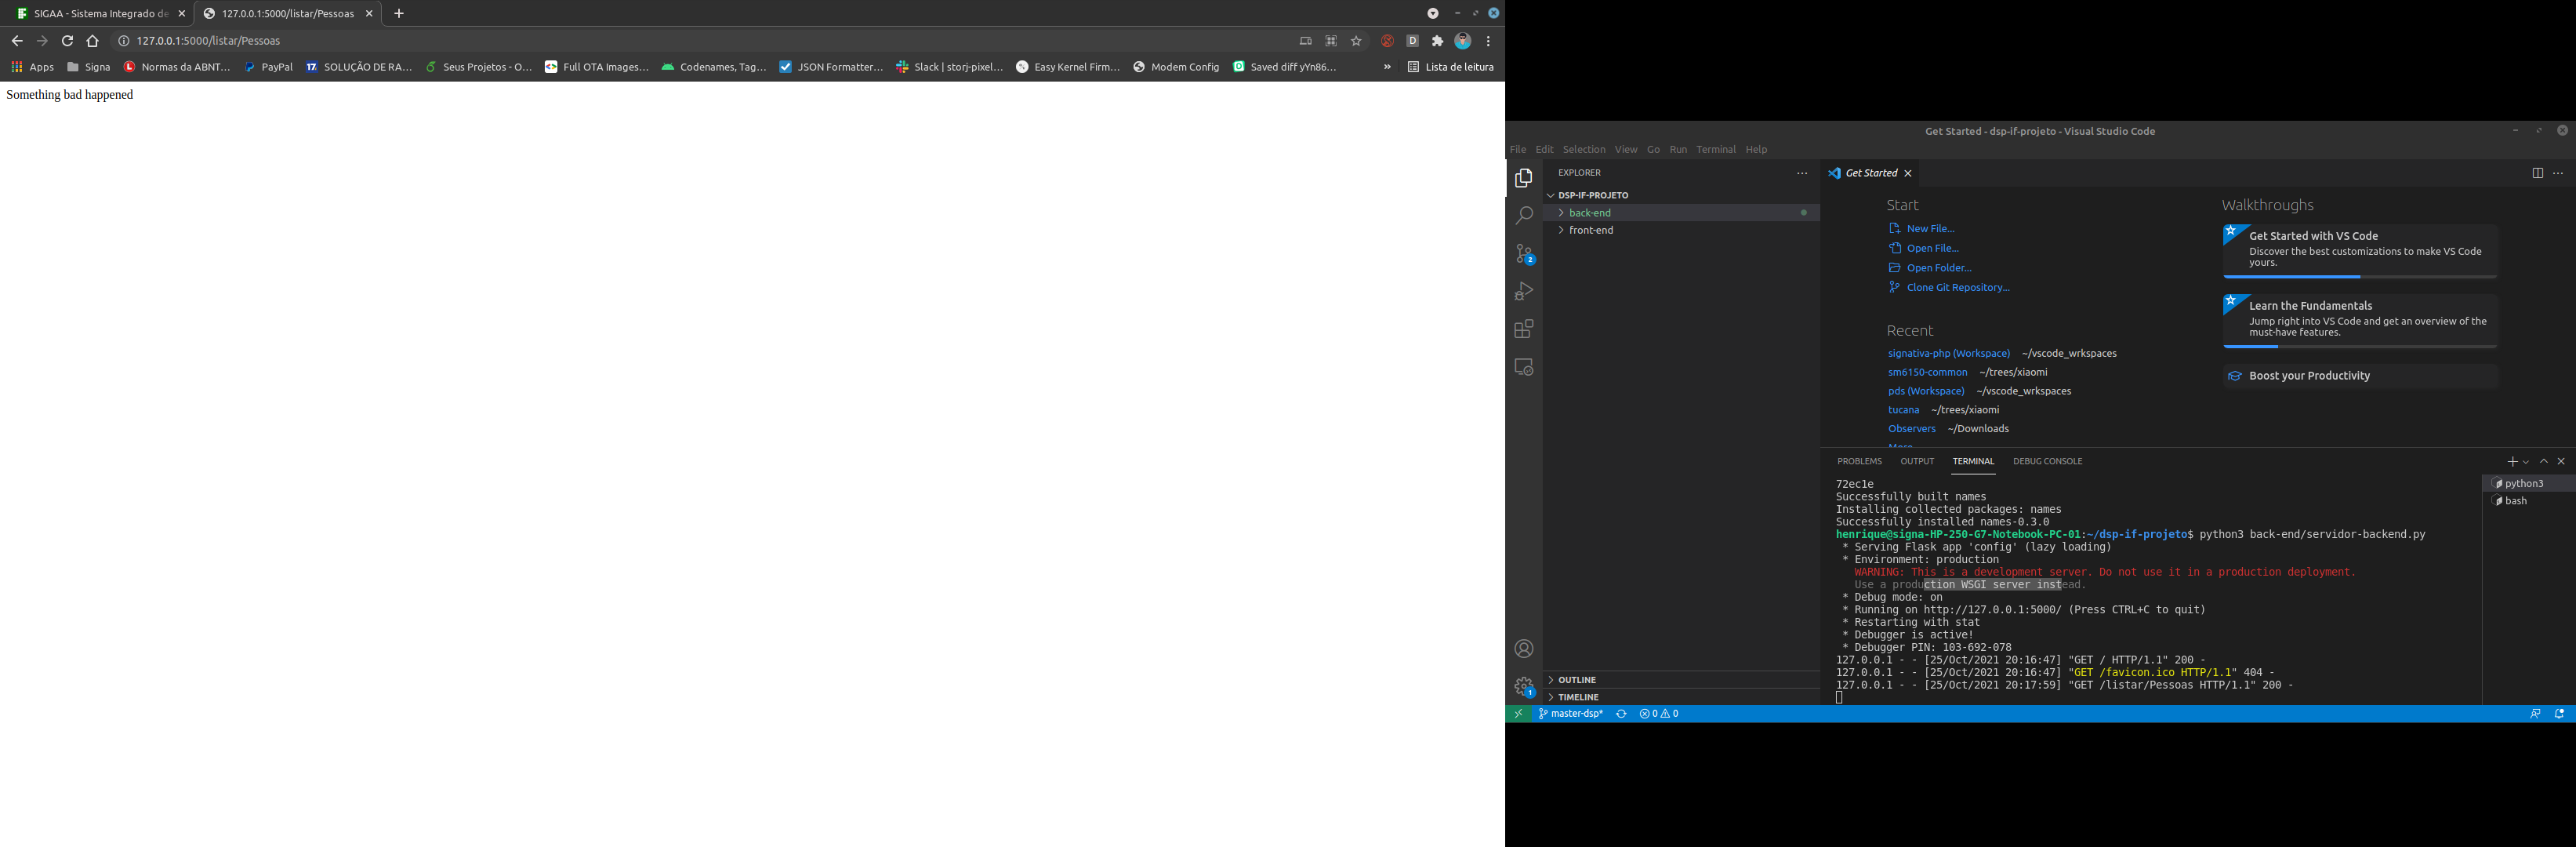 SIGAA - Sistema Integrado de
127.0.0.1:5000/listar/Pessoas
127.0.0.1:5000/listar/Pessoas
D
Apps
Signa
Normas da ABNT…
PayPal
SOLUÇÃO DE RA…
Seus Projetos - O…
Full OTA Images…
Codenames, Tag…
JSON Formatter…
Slack | storj-pixel…
Easy Kernel Firm…
Modem Config
Saved diff yYn86…
»
Lista de leitura
Something bad happened
Get Started - dsp-if-projeto - Visual Studio Code
File Edit Selection View Go Run Terminal Help
EXPLORER
DSP-IF-PROJETO
back-end
front-end
2
1
OUTLINE
TIMELINE
Get Started
Start
New File...
Open File...
Open Folder...
Clone Git Repository...
Recent
signativa-php (Workspace) ~/vscode_wrkspaces
sm6150-common ~/trees/xiaomi
pds (Workspace) ~/vscode_wrkspaces
tucana ~/trees/xiaomi
Observers ~/Downloads
More...
Walkthroughs
Get Started with VS Code
Discover the best customizations to make VS Code
yours.
Learn the Fundamentals
Jump right into VS Code and get an overview of the
must-have features.
Boost your Productivity
PROBLEMS OUTPUT TERMINAL DEBUG CONSOLE
72ec1e
Successfully built names
Installing collected packages: names
Successfully installed names-0.3.0
henrique@signa-HP-250-G7-Notebook-PC-01:~/dsp-if-projeto$ python3 back-end/servidor-backend.py
* Serving Flask app 'config' (lazy loading)
* Environment: production
WARNING: This is a development server. Do not use it in a production deployment.
Use a production WSGI server instead.
* Debug mode: on
* Running on http://127.0.0.1:5000/ (Press CTRL+C to quit)
* Restarting with stat
* Debugger is active!
* Debugger PIN: 103-692-078
127.0.0.1 - - [25/Oct/2021 20:16:47] "GET / HTTP/1.1" 200 -
127.0.0.1 - - [25/Oct/2021 20:16:47] "GET /favicon.ico HTTP/1.1" 404 -
127.0.0.1 - - [25/Oct/2021 20:17:59] "GET /listar/Pessoas HTTP/1.1" 200 -
python3
bash
master-dsp*
0
0